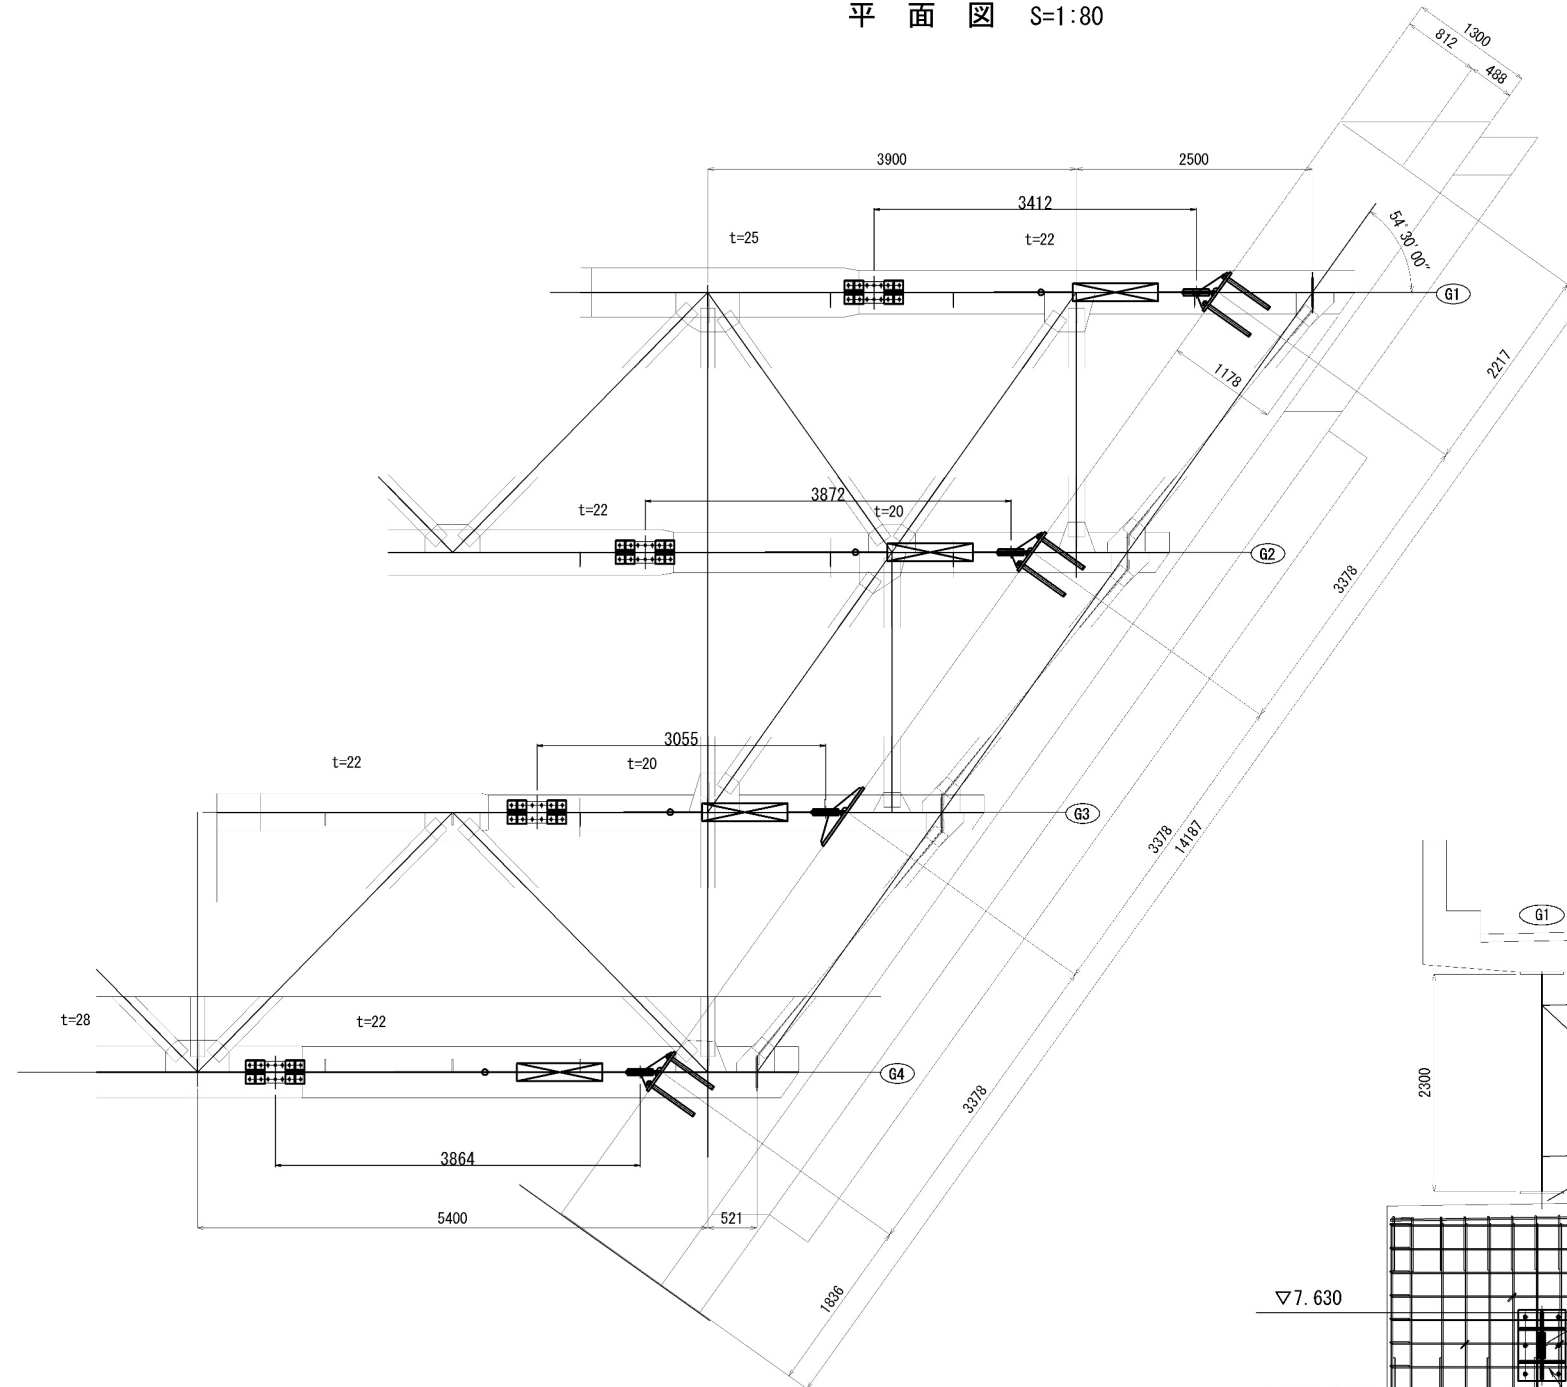 平　面　図　S=1:80
1300
812
488
3900
2500
3412
t=25
t=22
54°30′00″
G1
2217
1178
3872
t=22
t=20
G2
3378
3055
t=22
t=20
G3
3378
14187
G1
t=28
t=22
G4
2300
3378
3864
5400
521
1836
▽7.630